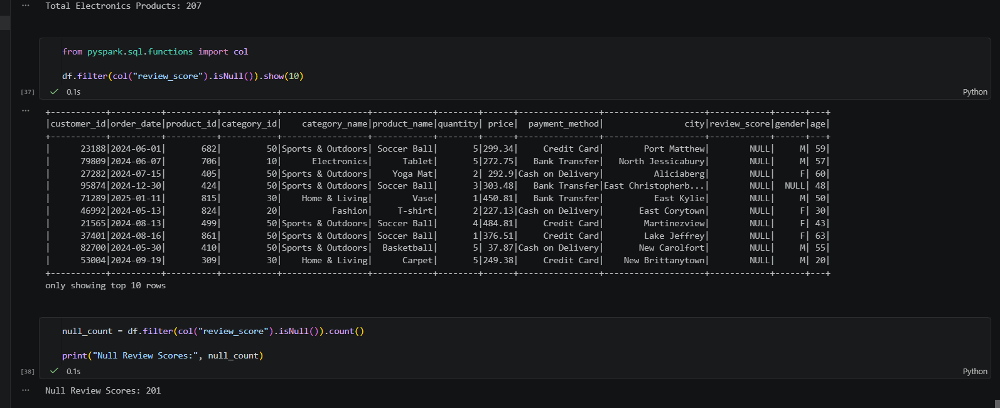 Total Electronics Products: 207
from pyspark.sql.functions import col
df.filter(col("review_score").isNull()).show(10)
[37]
0.1s
Python
+-----------+----------+----------+-----------+-----------------+------------+--------+------+----------------+--------------------+------------+------+---+
|customer_id|order_date|product_id|category_id|    category_name|product_name|quantity| price|  payment_method|                city|review_score|gender|age|
+-----------+----------+----------+-----------+-----------------+------------+--------+------+----------------+--------------------+------------+------+---+
|      23188|2024-06-01|       682|         50|Sports & Outdoors| Soccer Ball|       5|299.34|     Credit Card|        Port Matthew|        NULL|     M| 59|
|      79809|2024-06-07|       706|         10|      Electronics|      Tablet|       5|272.75|   Bank Transfer|   North Jessicabury|        NULL|     M| 57|
|      27282|2024-07-15|       405|         50|Sports & Outdoors|    Yoga Mat|       2| 292.9|Cash on Delivery|          Aliciaberg|        NULL|     F| 60|
|      95874|2024-12-30|       424|         50|Sports & Outdoors| Soccer Ball|       3|303.48|   Bank Transfer|East Christopherb...|        NULL|  NULL| 48|
|      71289|2025-01-11|       815|         30|    Home & Living|        Vase|       1|450.81|   Bank Transfer|          East Kylie|        NULL|     M| 50|
|      46992|2024-05-13|       824|         20|          Fashion|     T-shirt|       2|227.13|Cash on Delivery|       East Corytown|        NULL|     F| 30|
|      21565|2024-08-13|       499|         50|Sports & Outdoors| Soccer Ball|       4|484.81|     Credit Card|        Martinezview|        NULL|     F| 43|
|      37401|2024-08-16|       861|         50|Sports & Outdoors| Soccer Ball|       1|376.51|     Credit Card|        Lake Jeffrey|        NULL|     F| 63|
|      82700|2024-05-30|       410|         50|Sports & Outdoors|  Basketball|       5| 37.87|Cash on Delivery|       New Carolfort|        NULL|     M| 55|
|      53004|2024-09-19|       309|         30|    Home & Living|      Carpet|       5|249.38|     Credit Card|    New Brittanytown|        NULL|     M| 20|
+-----------+----------+----------+-----------+-----------------+------------+--------+------+----------------+--------------------+------------+------+---+
only showing top 10 rows
null_count = df.filter(col("review_score").isNull()).count()
print("Null Review Scores:", null_count)
[38]
0.1s
Python
Null Review Scores: 201